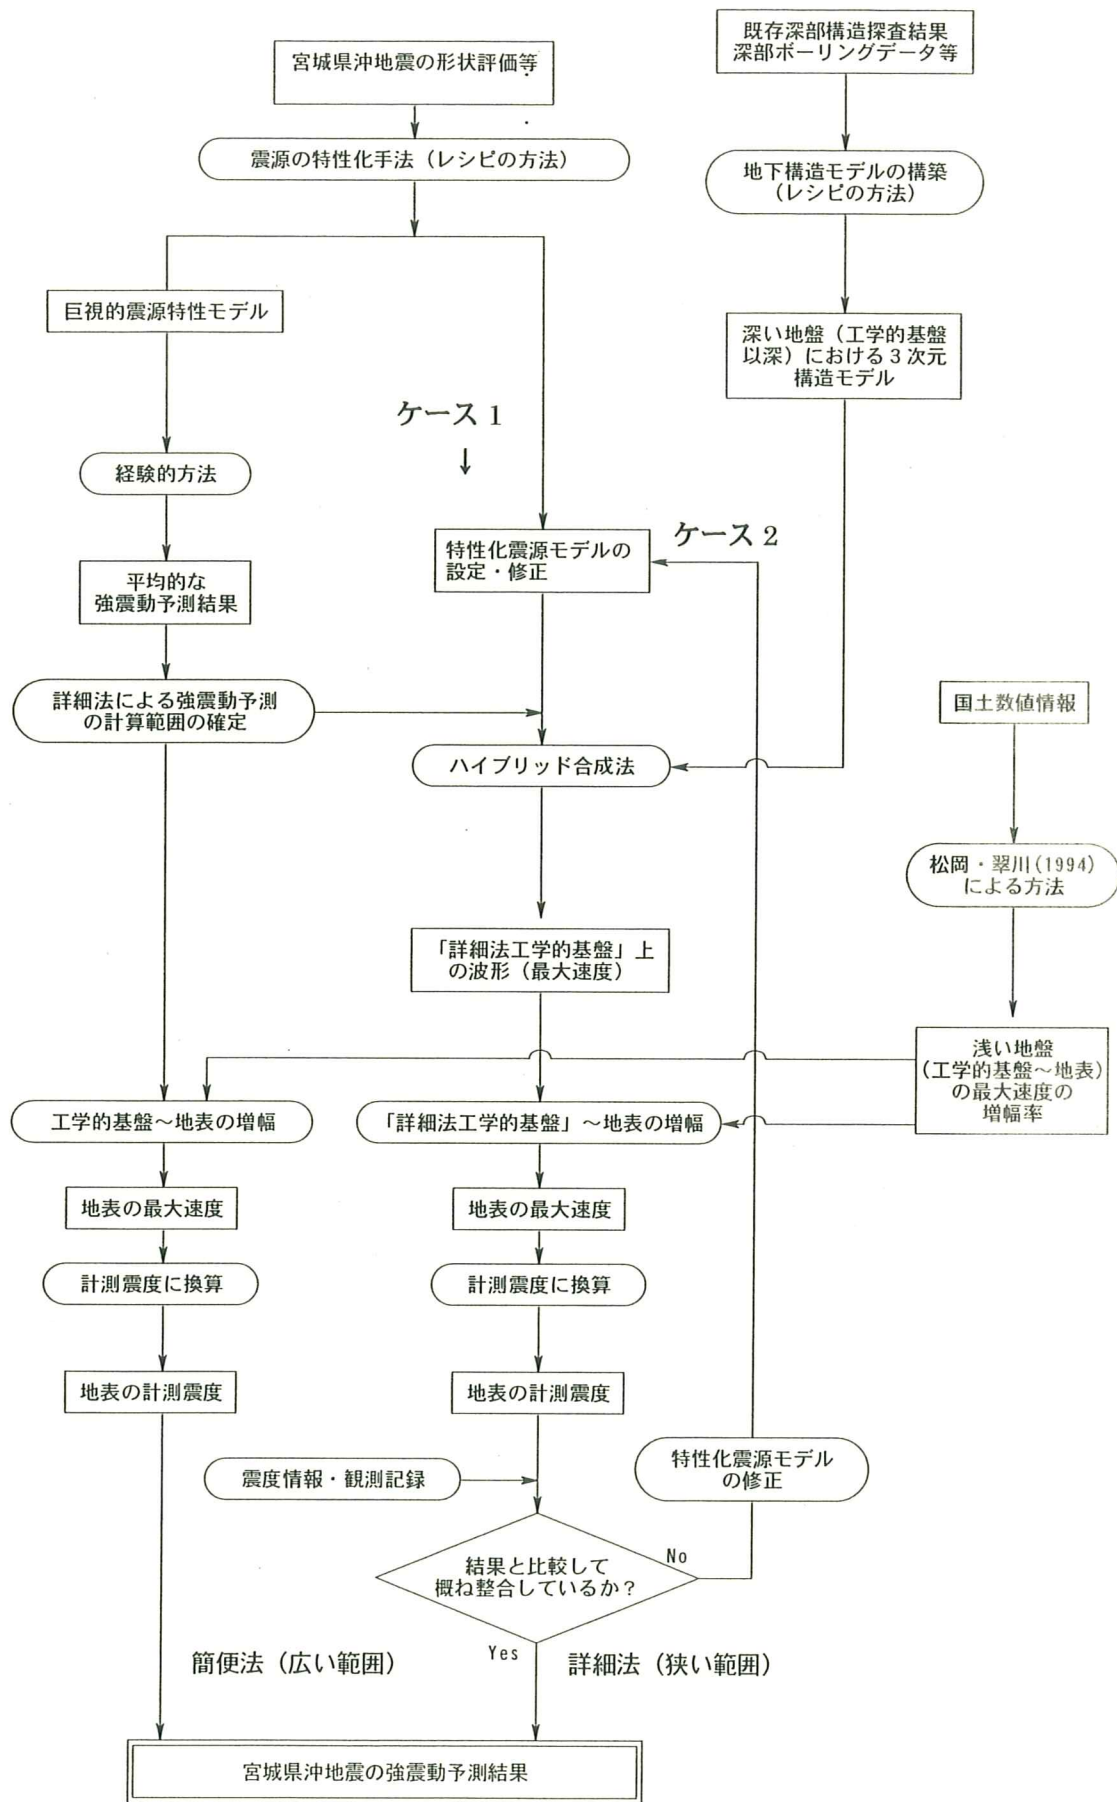 既存深部構造探査結果
深部ボーリングデータ等
宮城県沖地震の形状評価等
震源の特性化手法（レシピの方法）
地下構造モデルの構築
（レシピの方法）
巨視的震源特性モデル
深い地盤（工学的基盤
以深）における3次元
構造モデル
ケース 1
↓
経験的方法
ケース 2
特性化震源モデルの
設定・修正
平均的な
強震動予測結果
詳細法による強震動予測
の計算範囲の確定
国土数値情報
ハイブリッド合成法
松岡・翠川(1994)
による方法
「詳細法工学的基盤」上
の波形（最大速度）
浅い地盤
(工学的基盤～地表)
の最大速度の
増幅率
工学的基盤～地表の増幅
「詳細法工学的基盤」～地表の増幅
地表の最大速度
地表の最大速度
計測震度に換算
計測震度に換算
地表の計測震度
地表の計測震度
特性化震源モデル
の修正
震度情報・観測記録
No
結果と比較して
概ね整合しているか？
Yes
簡便法（広い範囲）
詳細法（狭い範囲）
宮城県沖地震の強震動予測結果